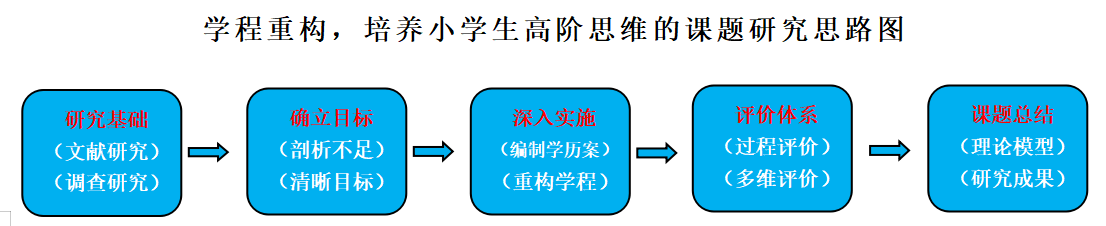 学程重构，培养小学生高阶思维的课题研究思路图
研究基础
（文献研究）
（调查研究）
确立目标
（剖析不足）
（清晰目标）
深入实施
（编制学历案）
（重构学程）
评价体系
（过程评价）
（多维评价）
课题总结
（理论模型）
（研究成果）